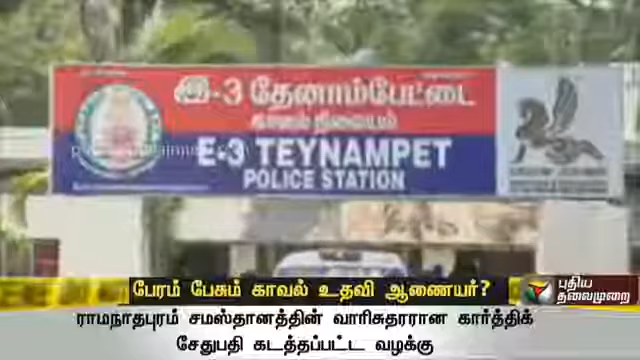 இ-3 தேனாம்பேட்டை
காவல் நிலையம்
E-3 TEYNAMPET
POLICE STATION
பேரம் பேசும் காவல் உதவி ஆணையர்?
புதிய
தலைமுறை
ராமநாதபுரம் சமஸ்தானத்தின் வாரிசுதரரான கார்த்திக்
சேதுபதி கடத்தப்பட்ட வழக்கு